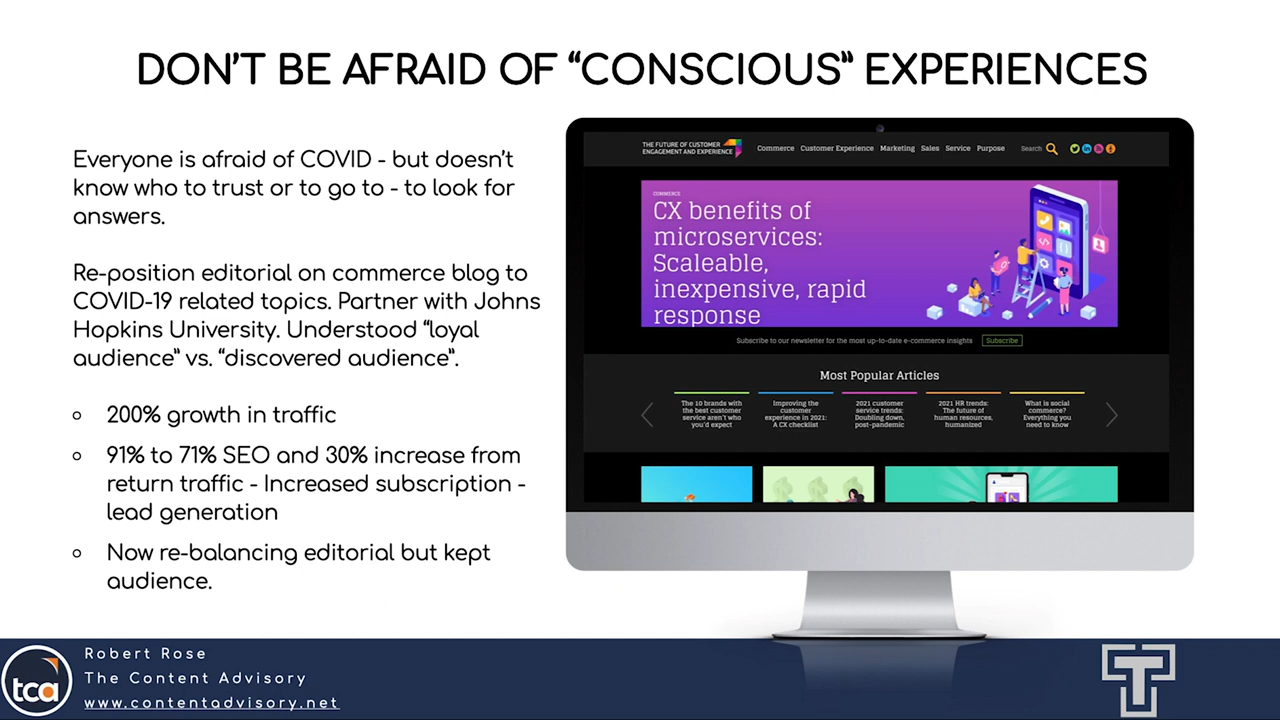 DON'T BE AFRAID OF “CONSCIOUS” EXPERIENCES
Everyone is afraid of COVID - but doesn't
know who to trust or to go to - to look for
answers.
Re-position editorial on commerce blog to
COVID-19 related topics. Partner with Johns
Hopkins University. Understood “loyal
audience” vs. “discovered audience”.
200% growth in traffic
91% to 71% SEO and 30% increase from
return traffic - Increased subscription -
lead generation
Now re-balancing editorial but kept
audience.
THE FUTURE OF CUSTOMER
ENGAGEMENT AND EXPERIENCE
Commerce Customer Experience Marketing Sales Service Purpose Search
COMMERCE
CX benefits of
microservices:
Scaleable,
inexpensive, rapid
response
Subscribe to our newsletter for the most up-to-date e-commerce insights Subscribe
Most Popular Articles
The 10 brands with
the best customer
service aren't who
you'd expect
Improving the
customer
experience in 2021:
A CX checklist
2021 customer
service trends:
Doubling down,
post-pandemic
2021 HR trends:
The future of
human resources,
humanized
What is social
commerce?
Everything you
need to know
tca
Robert Rose
The Content Advisory
www.contentadvisory.net
T